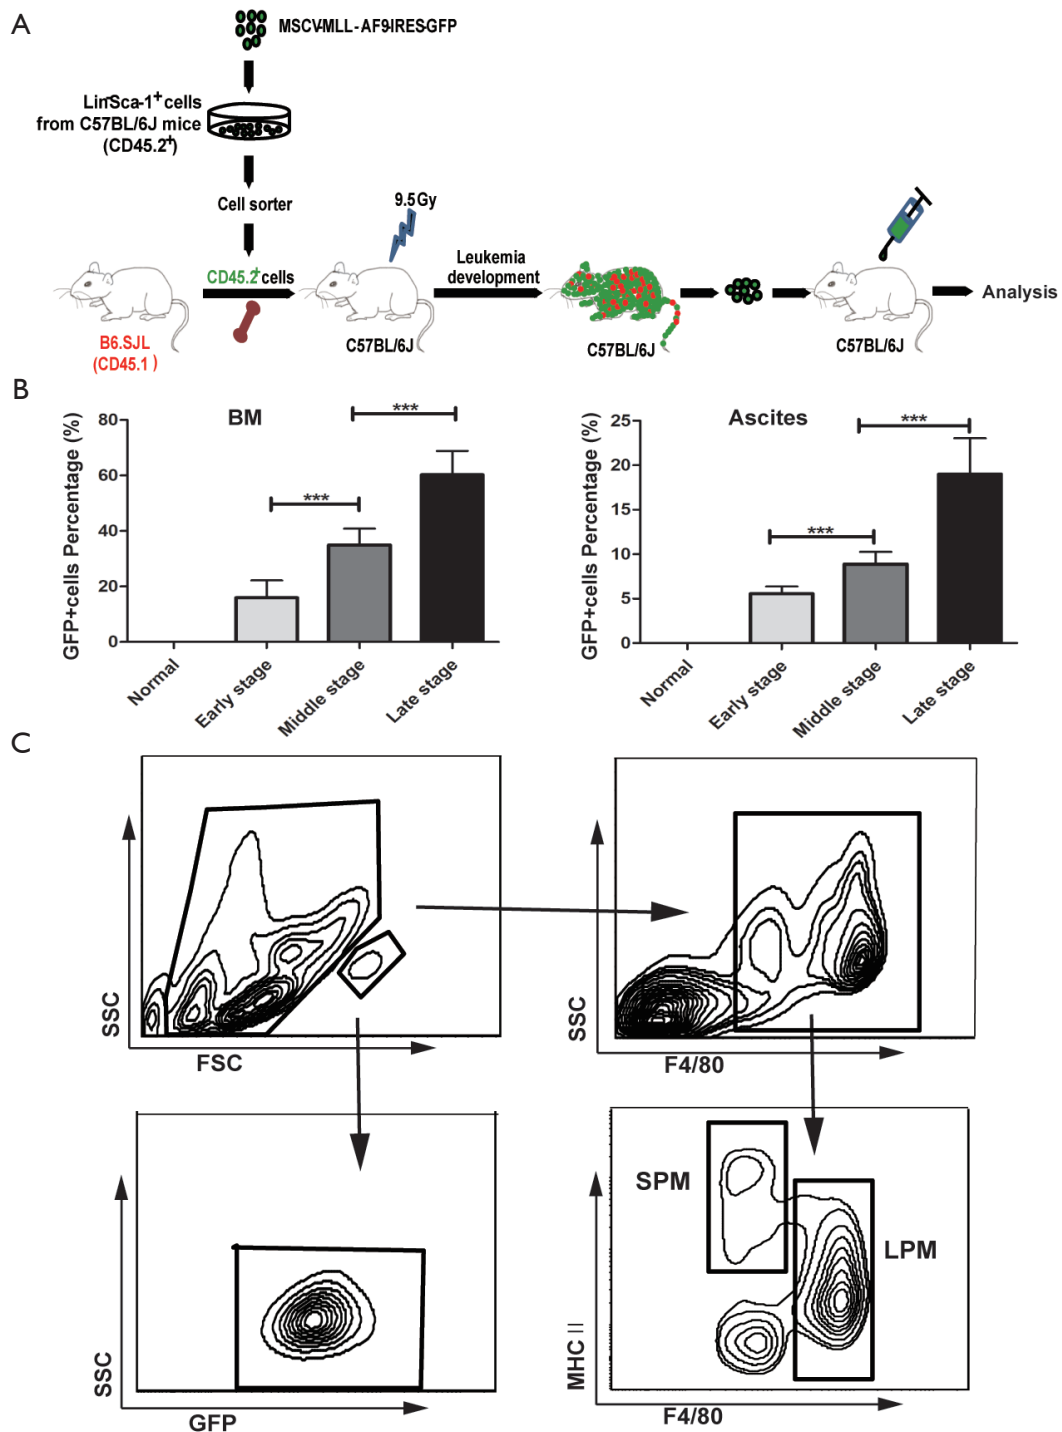 A
MSCV-MLL-AF9-IRES-GFP
Lin-Sca-1+ cells
from C57BL/6J mice
(CD45.2+)
Cell sorter
9.5Gy
CD45.2+ cells
Leukemia
development
Analysis
B6.SJL
(CD45.1)
C57BL/6J
C57BL/6J
C57BL/6J
B
BM
GFP+cells Percentage (%)
80
60
40
20
0
***
***
Normal
Early stage
Middle stage
Late stage
Ascites
GFP+cells Percentage (%)
25
20
15
10
5
0
***
***
Normal
Early stage
Middle stage
Late stage
C
SSC
FSC
SSC
F4/80
SSC
GFP
SPM
LPM
MHC II
F4/80